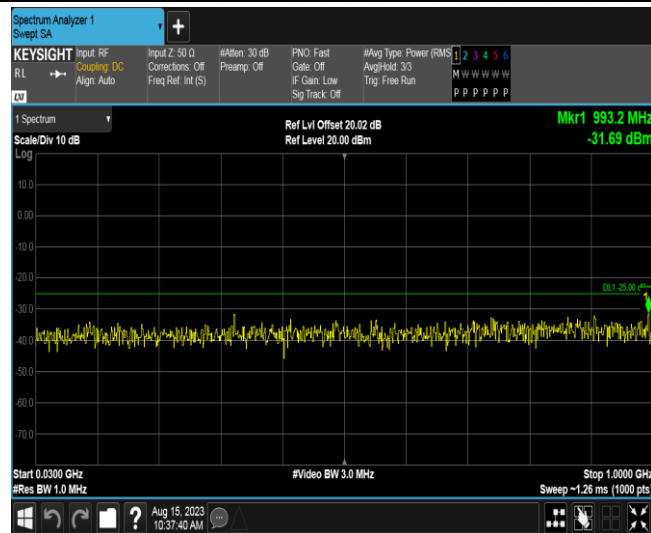 Spectrum Analyzer 1
Swept SA
KEYSIGHT
RL
LXI
Input: RF
Coupling: DC
Align: Auto
Input Z: 50 Ω
Corrections: Off
Freq Ref: Int (S)
#Atten: 30 dB
Preamp: Off
PNO: Fast
Gate: Off
IF Gain: Low
Sig Track: Off
#Avg Type: Power (RMS
Avg|Hold: 3/3
Trig: Free Run
1 2 3 4 5 6
M W W W W W
P P P P P P
1 Spectrum
Scale/Div 10 dB
Log
Ref Lvl Offset 20.02 dB
Ref Level 20.00 dBm
Mkr1 993.2 MHz
-31.69 dBm
10.0
0.00
-10.0
-20.0
DL1 -25.00
-30.0
-40.0
-50.0
-60.0
-70.0
Start 0.0300 GHz
#Res BW 1.0 MHz
#Video BW 3.0 MHz
Stop 1.0000 GHz
Sweep ~1.26 ms (1000 pts)
?
Aug 15, 2023
10:37:40 AM